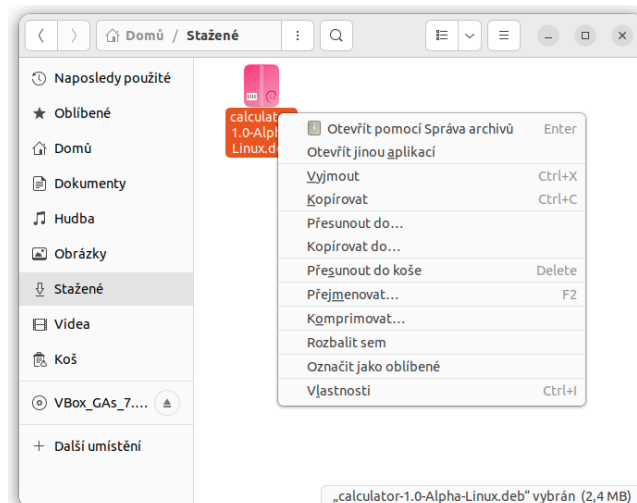 Domů / Stažené
Naposledy použité
Oblíbené
Domů
Dokumenty
Hudba
Obrázky
Stažené
Videa
Koš
VBox_GAs_7....
Další umístění
1.0-Alph
Linux.d
Otevřít pomocí Správa archivů Enter
Otevřít jinou aplikací
Vyjmout Ctrl+X
Kopírovat Ctrl+C
Přesunout do...
Kopírovat do...
Přesunout do koše Delete
Přejmenovat... F2
Komprimovat...
Rozbalit sem
Označit jako oblíbené
Vlastnosti Ctrl+I
„calculator-1.0-Alpha-Linux.deb“ vybrán (2,4 MB)